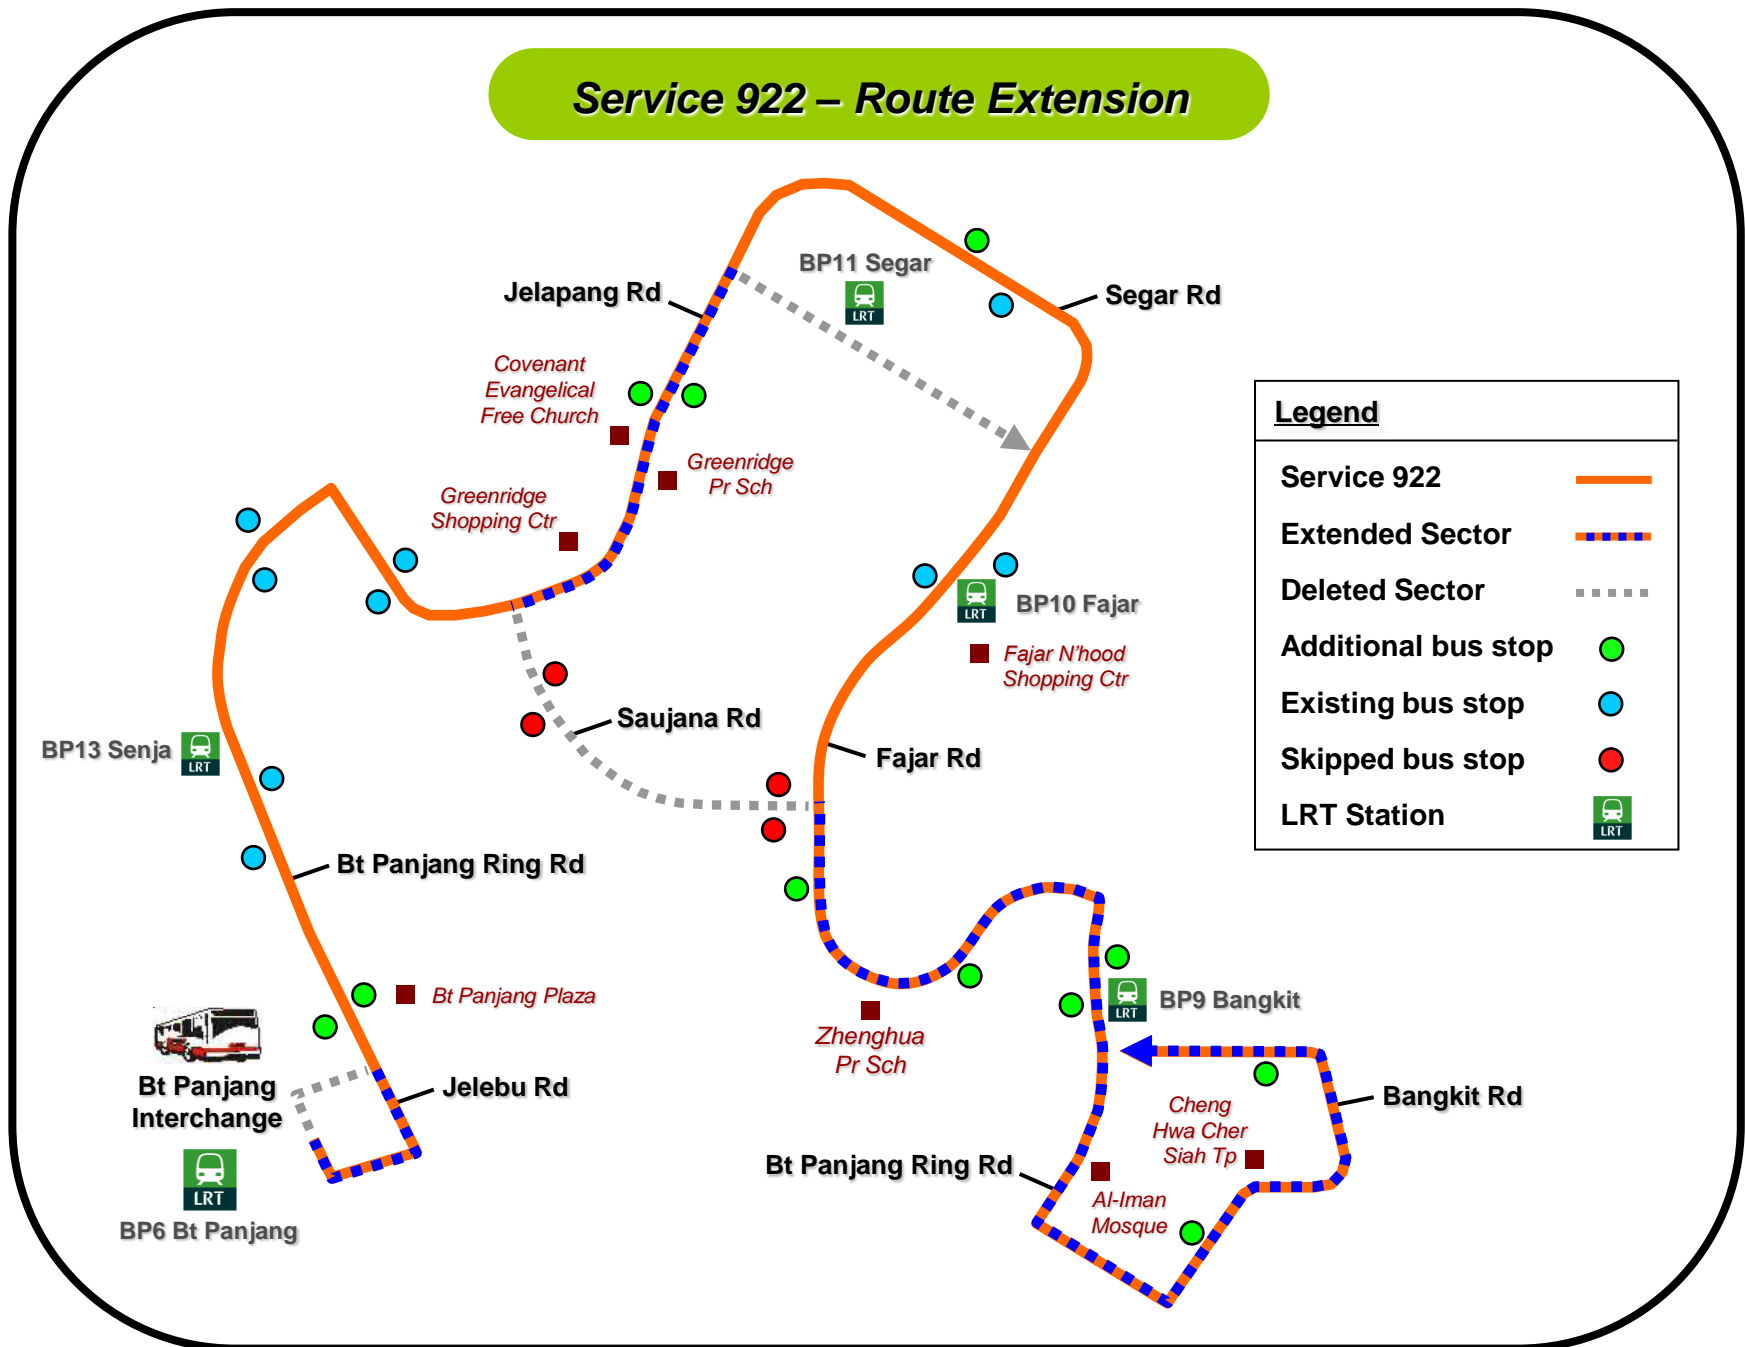 Service 922 – Route Extension
BP11 Segar
LRT
Jelapang Rd
Segar Rd
Covenant
Evangelical
Free Church
Greenridge
Pr Sch
Greenridge
Shopping Ctr
LRT
BP10 Fajar
Fajar N'hood
Shopping Ctr
Saujana Rd
BP13 Senja
LRT
Fajar Rd
Bt Panjang Ring Rd
Bt Panjang Plaza
LRT
BP9 Bangkit
Zhenghua
Pr Sch
Bt Panjang
Interchange
Jelebu Rd
LRT
BP6 Bt Panjang
Bangkit Rd
Cheng
Hwa Cher
Siah Tp
Bt Panjang Ring Rd
Al-Iman
Mosque
Legend
Service 922
Extended Sector
Deleted Sector
Additional bus stop
Existing bus stop
Skipped bus stop
LRT Station
LRT